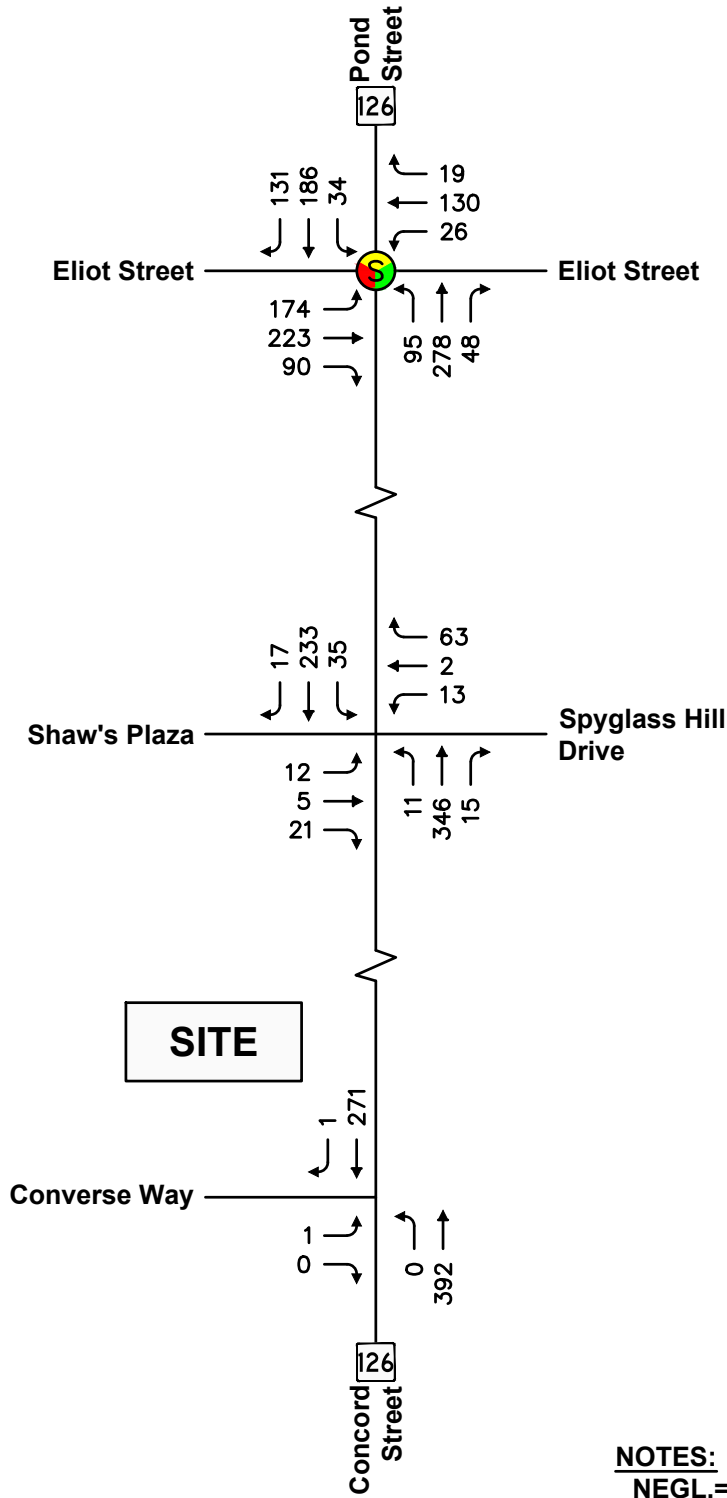 Pond
Street
126
131
186
34
19
130
26
Eliot Street
S
Eliot Street
174
223
90
95
278
48
17
233
35
63
2
13
Shaw's Plaza
Spyglass Hill
Drive
12
5
21
11
346
15
SITE
1
271
Converse Way
1
0
0
392
126
Concord
Street
NOTES:
NEGL.=